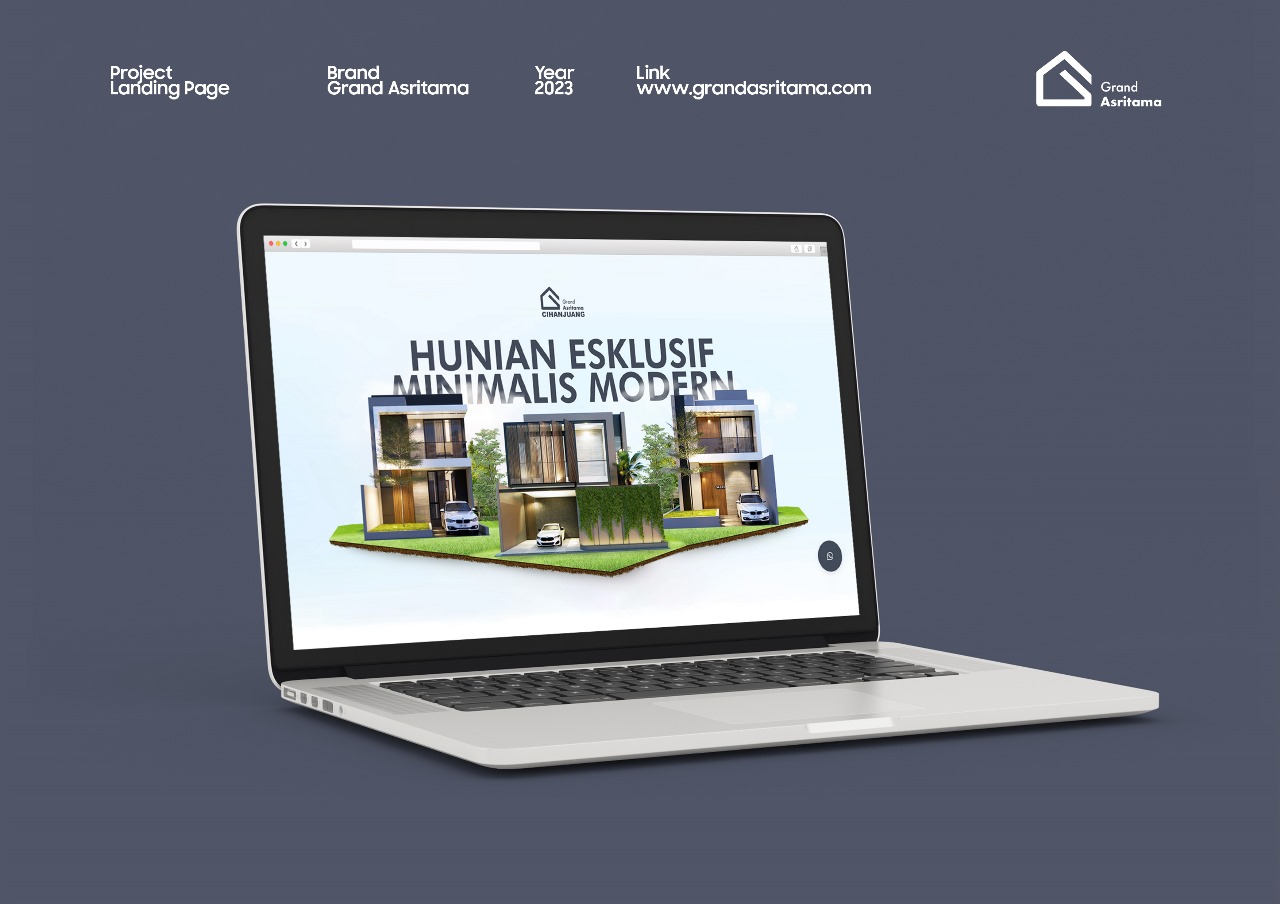 Project
Landing Page
Brand
Grand Asritama
Year
2023
Link
www.grandasritama.com
Grand
Asritama
Grand
Asritama
CIHANJUANG
HUNIAN ESKLUSIF
MINIMALIS MODERN